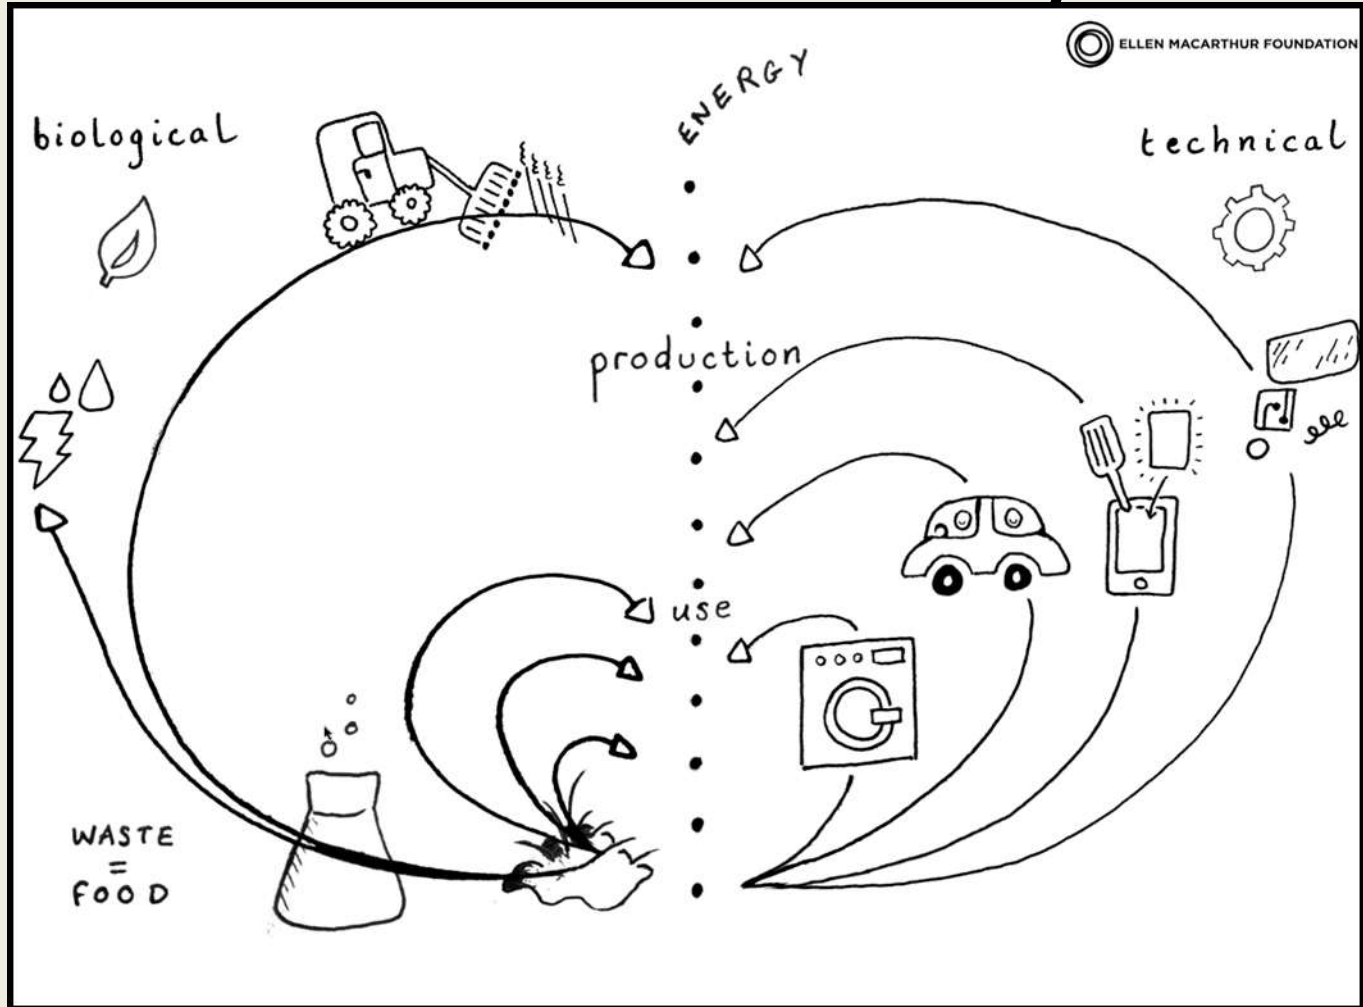 ELLEN MACARTHUR FOUNDATION
ENERGY
biological
technical
production
use
WASTE
=
FOOD